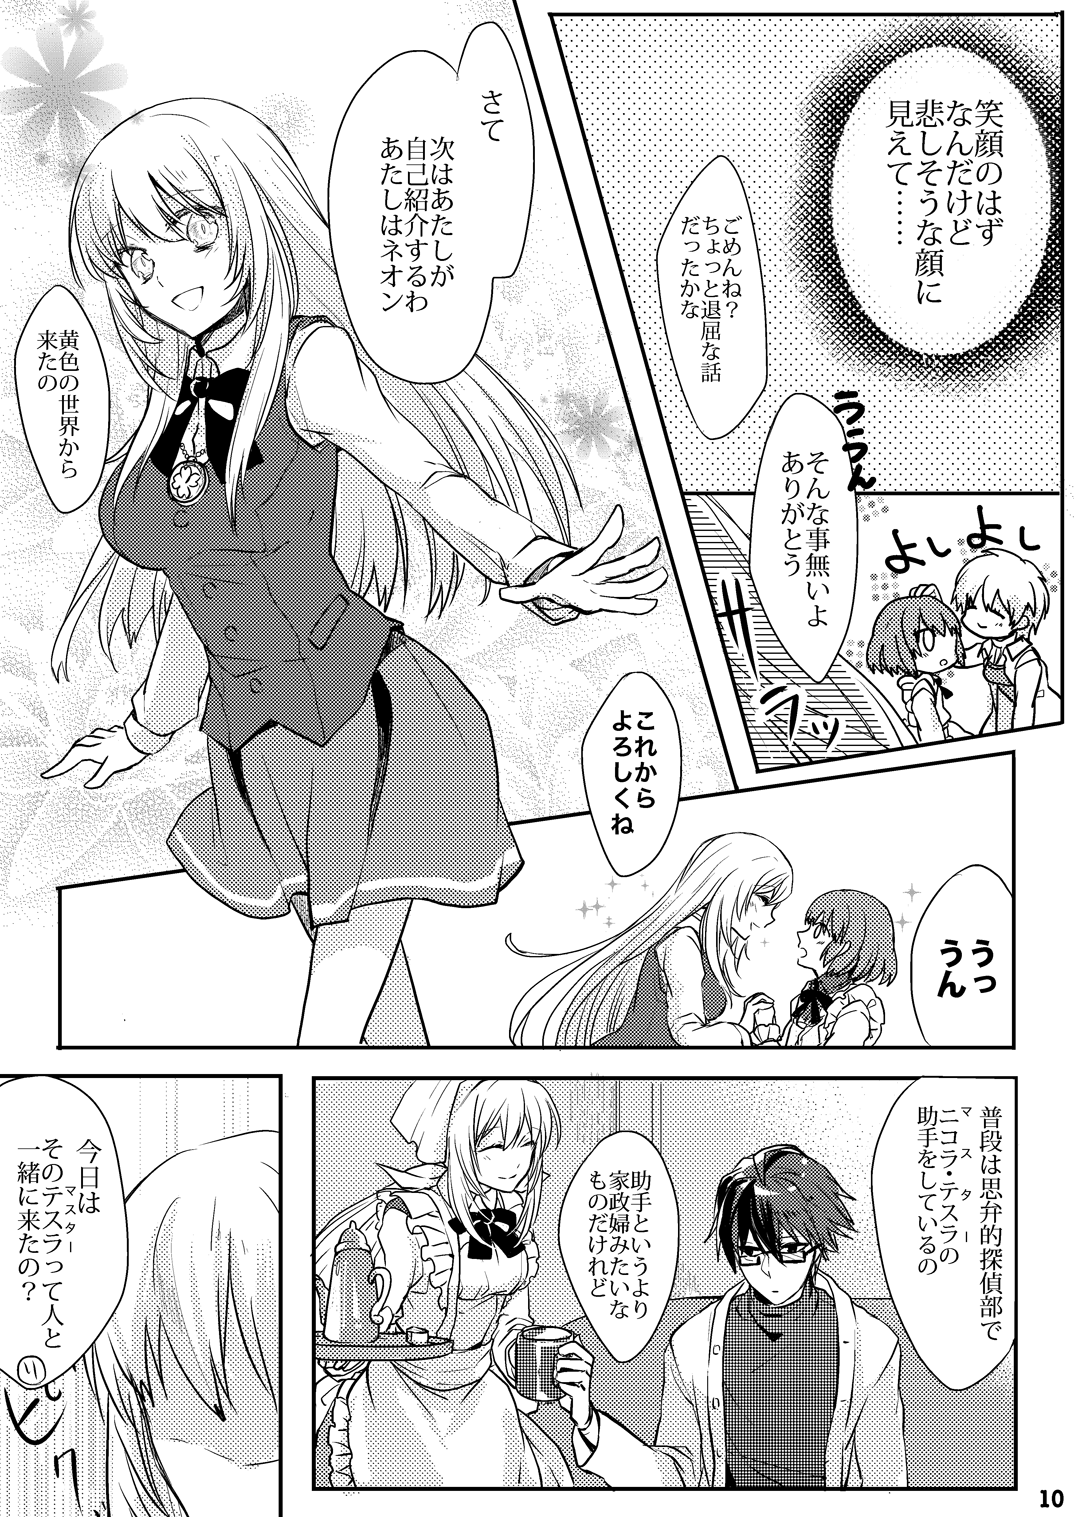 笑顔のはず
なんだけど
悲しそうな顔に
見えて……
ごめんね？
ちょっと退屈な話
だったかな
ううん
そんな事無いよ
ありがとう
よしよし
さて
次はあたしが
自己紹介するわ
あたしはネオン
黄色の世界から
来たの
これから
よろしくね
うっ
うん
普段は思弁的探偵部で
マスター
ニコラ・テスラの
助手をしているの
助手というより
家政婦みたいな
ものだけれど
今日は
マスター
そのテスラって人と
一緒に来たの？
10